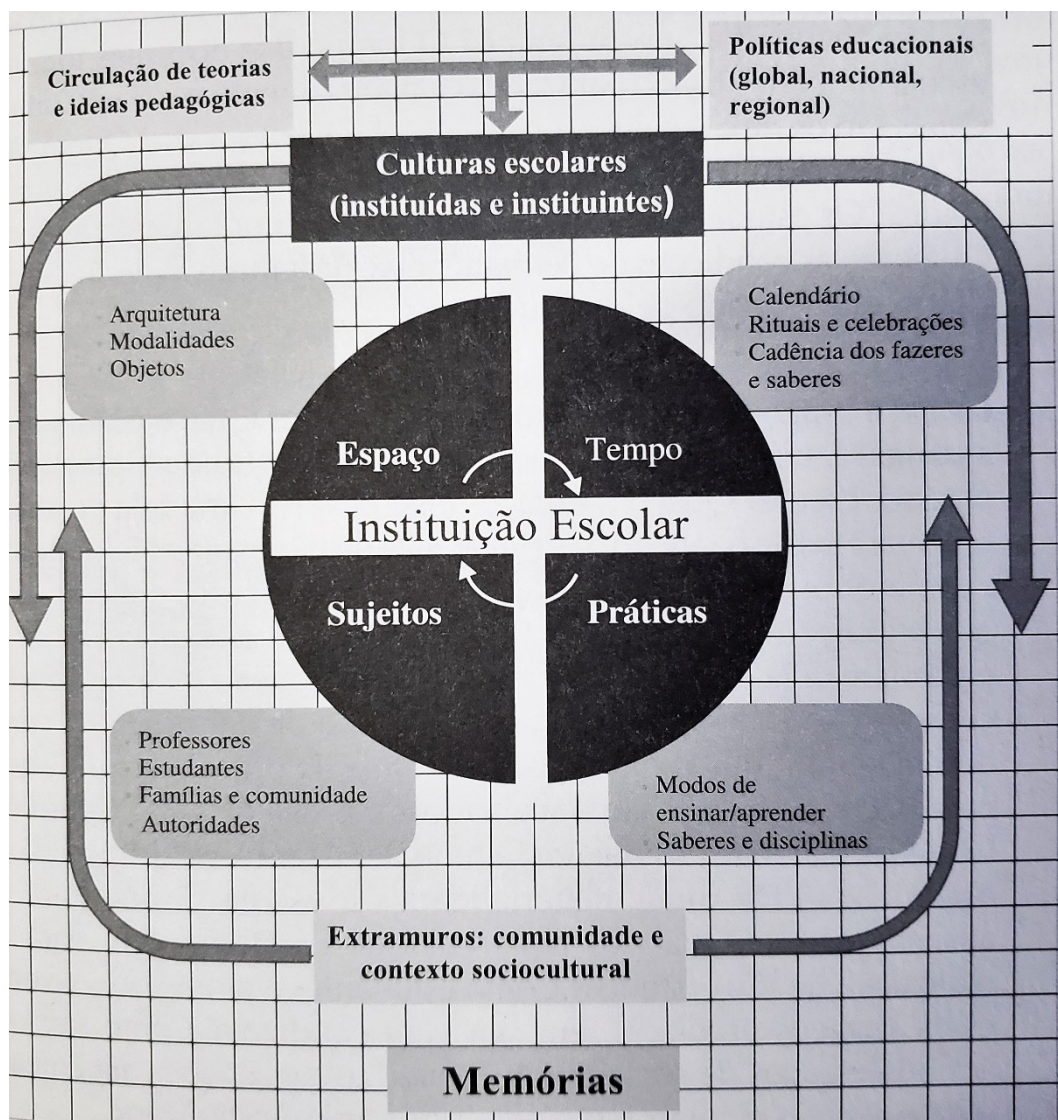 Circulação de teorias
e ideias pedagógicas
Políticas educacionais
(global, nacional,
regional)
Culturas escolares
(instituídas e instituintes)
Arquitetura
Modalidades
Objetos
Calendário
Rituais e celebrações
Cadência dos fazeres
e saberes
Espaço
Tempo
Instituição Escolar
Sujeitos
Práticas
Professores
Estudantes
Famílias e comunidade
Autoridades
Modos de
ensinar/aprender
Saberes e disciplinas
Extramuros: comunidade e
contexto sociocultural
Memórias